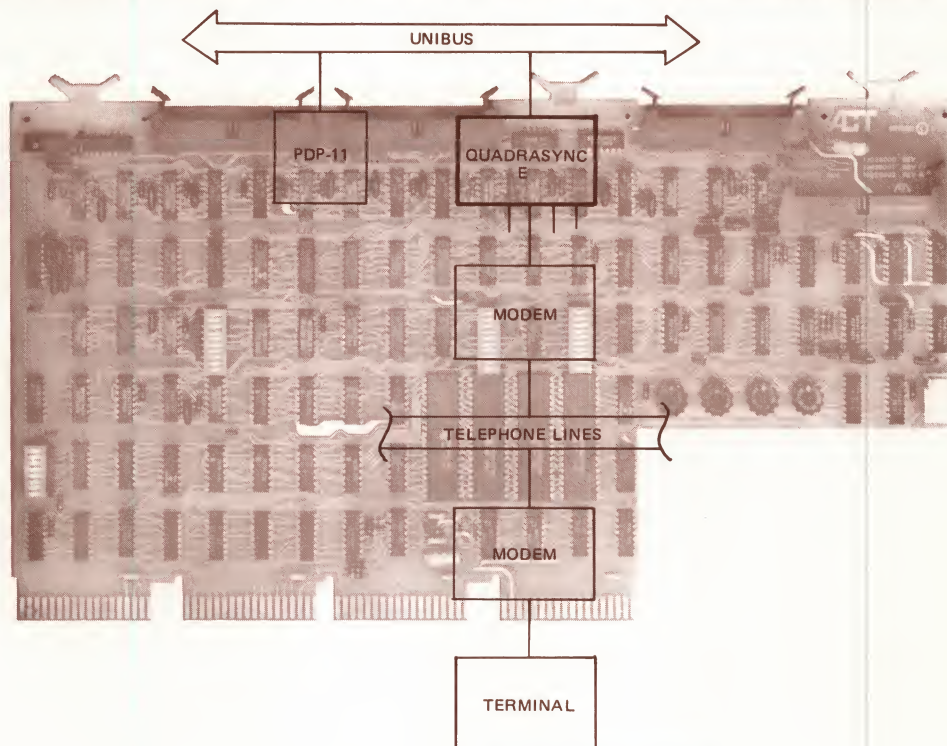 UNIBUS
PDP-11
QUADRASYNC
E
MODEM
TELEPHONE LINES
MODEM
TERMINAL